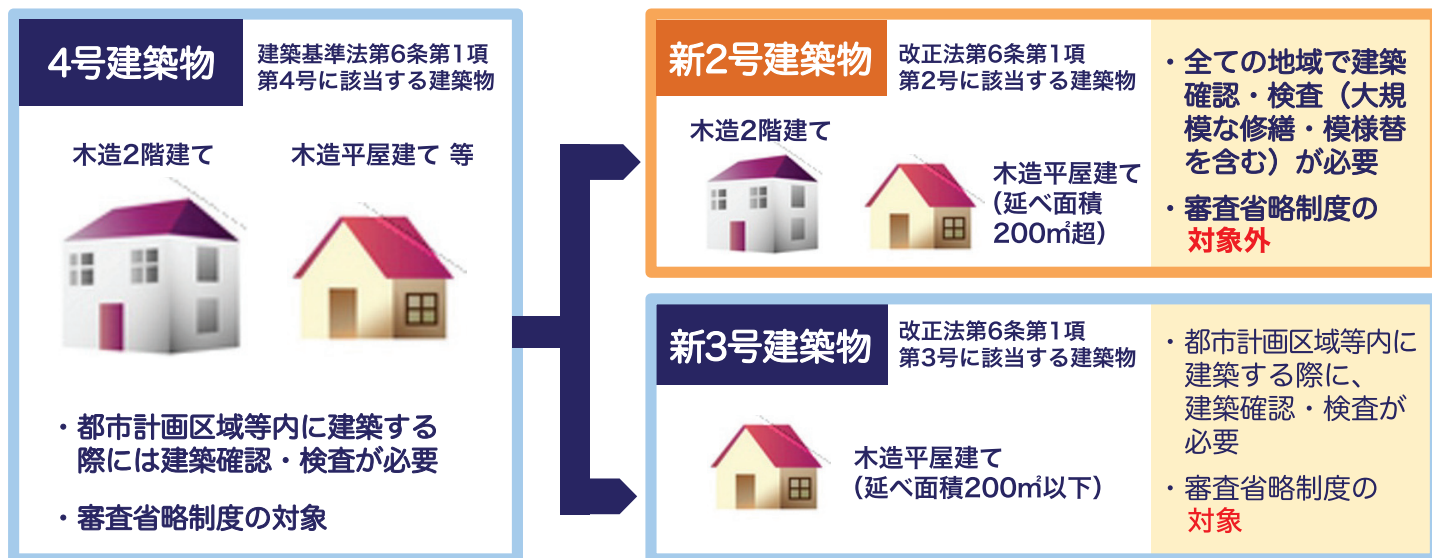 4号建築物
建築基準法第6条第1項
第4号に該当する建築物
木造2階建て
木造平屋建て 等
・都市計画区域等内に建築する
際には建築確認・検査が必要
・審査省略制度の対象
新2号建築物
改正法第6条第1項
第2号に該当する建築物
木造2階建て
木造平屋建て
(延べ面積
200㎡超)
・全ての地域で建築
確認・検査(大規
模な修繕・模様替
を含む)が必要
・審査省略制度の
対象外
新3号建築物
改正法第6条第1項
第3号に該当する建築物
木造平屋建て
(延べ面積200㎡以下)
・都市計画区域等内に
建築する際に、
建築確認・検査が
必要
・審査省略制度の
対象